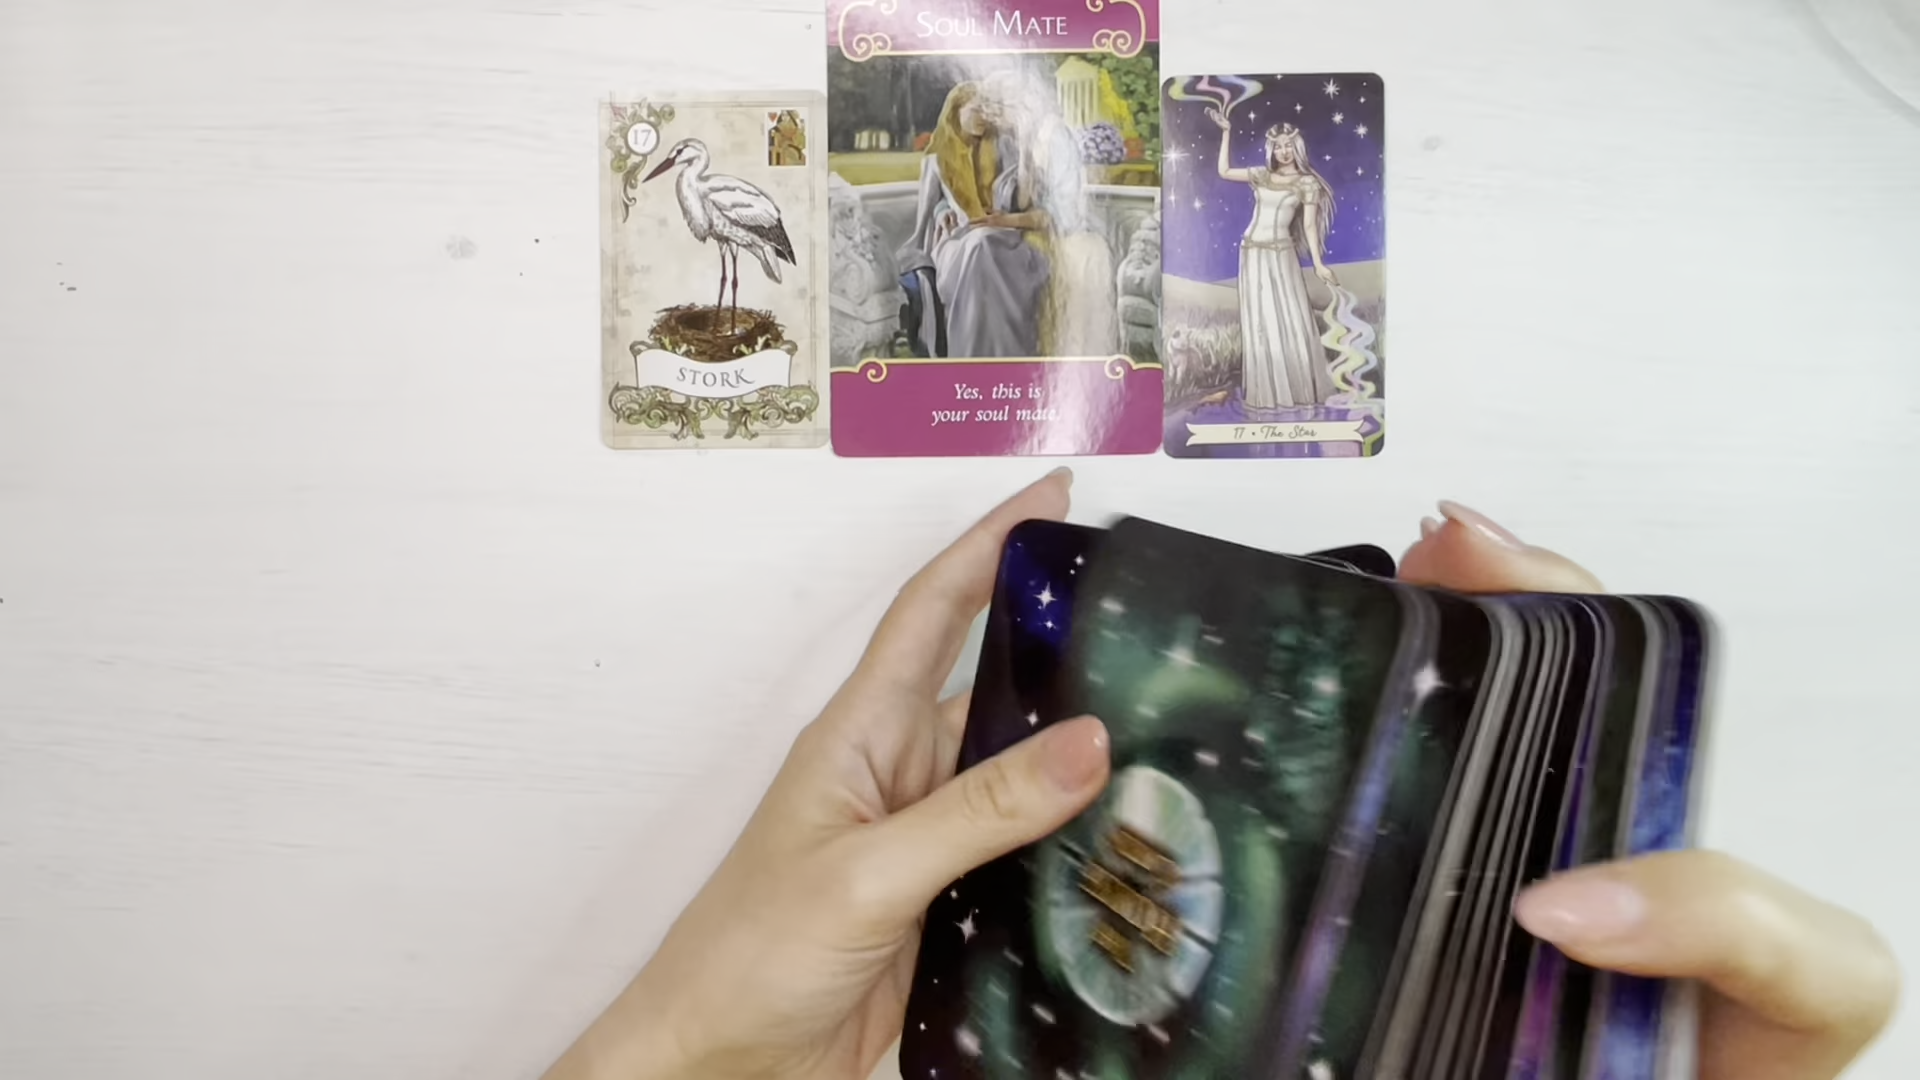 SOUL MATE
17
STORK
Yes, this is
your soul mate.
17 • The Star